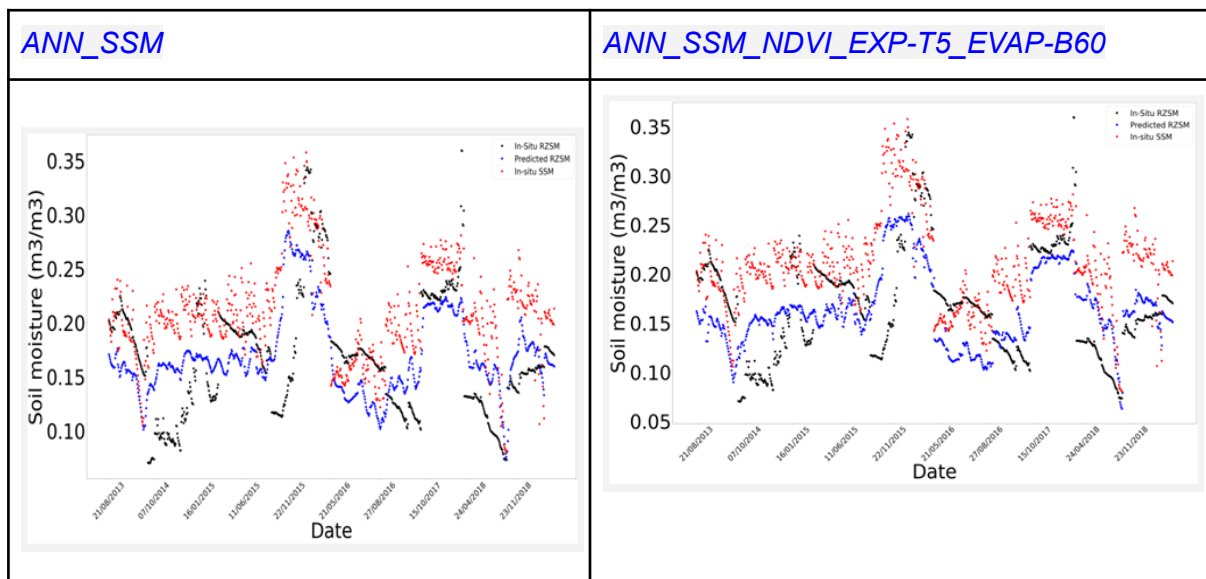 ANN_SSM
ANN_SSM_NDVI_EXP-T5_EVAP-B60
Soil moisture (m3/m3)
0.35
0.30
0.25
0.20
0.15
0.10
In-Situ RZSM
Predicted RZSM
In-situ SSM
21/08/2013
07/10/2014
16/01/2015
11/06/2015
22/11/2015
21/05/2016
27/08/2016
15/10/2017
24/04/2018
23/11/2018
Date
Soil moisture (m3/m3)
0.35
0.30
0.25
0.20
0.15
0.10
0.05
In-Situ RZSM
Predicted RZSM
In-situ SSM
21/08/2013
07/10/2014
16/01/2015
11/06/2015
22/11/2015
21/05/2016
27/08/2016
15/10/2017
24/04/2018
23/11/2018
Date